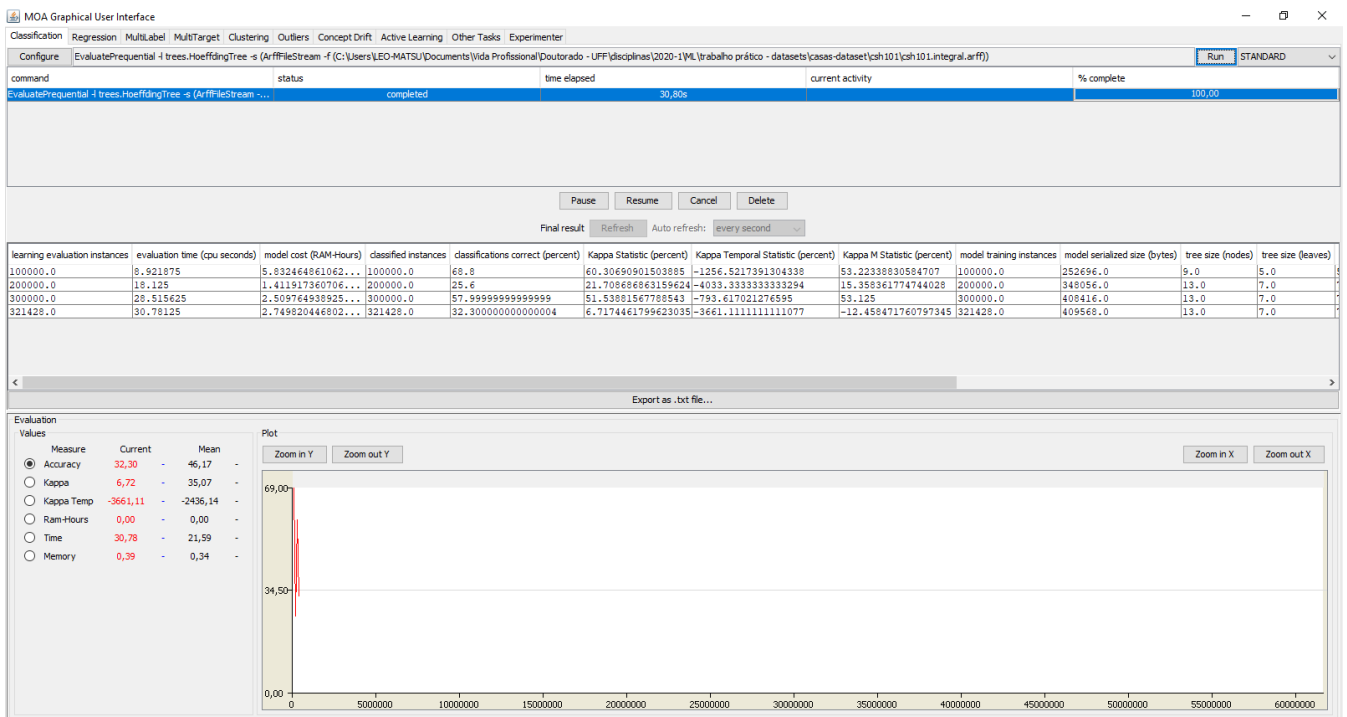 MOA Graphical User Interface
Classification Regression MultiLabel MultiTarget Clustering Outliers Concept Drift Active Learning Other Tasks Experimenter
Configure EvaluatePrequential -l trees.HoeffdingTree -s (ArffFileStream -f (C:\Users\LEO-MATSU\Documents\Vida Profissional\Doutorado - UFF\disciplinas\2020-1\ML\trabalho prático - datasets\casas-dataset\csh101\csh101.integral.arff)) Run STANDARD
command status time elapsed current activity % complete
EvaluatePrequential -l trees.HoeffdingTree -s (ArffFileStream -... completed 30,80s 100,00
Pause Resume Cancel Delete
Final result Refresh Auto refresh: every second
learning evaluation instances evaluation time (cpu seconds) model cost (RAM-Hours) classified instances classifications correct (percent) Kappa Statistic (percent) Kappa Temporal Statistic (percent) Kappa M Statistic (percent) model training instances model serialized size (bytes) tree size (nodes) tree size (leaves)
100000.0 8.921875 5.832464861062... 100000.0 68.8 60.30690901503885 -1256.5217391304338 53.22338830584707 100000.0 252696.0 9.0 5.0
200000.0 18.125 1.411917360706... 200000.0 25.6 21.708686863159624 -4033.3333333333294 15.358361774744028 200000.0 348056.0 13.0 7.0
300000.0 28.515625 2.509764938925... 300000.0 57.99999999999999 51.53881567788543 -793.617021276595 53.125 300000.0 408416.0 13.0 7.0
321428.0 30.78125 2.749820446802... 321428.0 32.300000000000004 6.7174461799623035 -3661.1111111111077 -12.458471760797345 321428.0 409568.0 13.0 7.0
Export as .txt file...
Evaluation
Values Plot
Measure Current Mean
Zoom in Y Zoom out Y Zoom in X Zoom out X
Accuracy 32,30 - 46,17 -
Kappa 6,72 - 35,07 -
Kappa Temp -3661,11 - -2436,14 -
Ram-Hours 0,00 - 0,00 -
Time 30,78 - 21,59 -
Memory 0,39 - 0,34 -
69,00
34,50
0,00
0 5000000 10000000 15000000 20000000 25000000 30000000 35000000 40000000 45000000 50000000 55000000 60000000